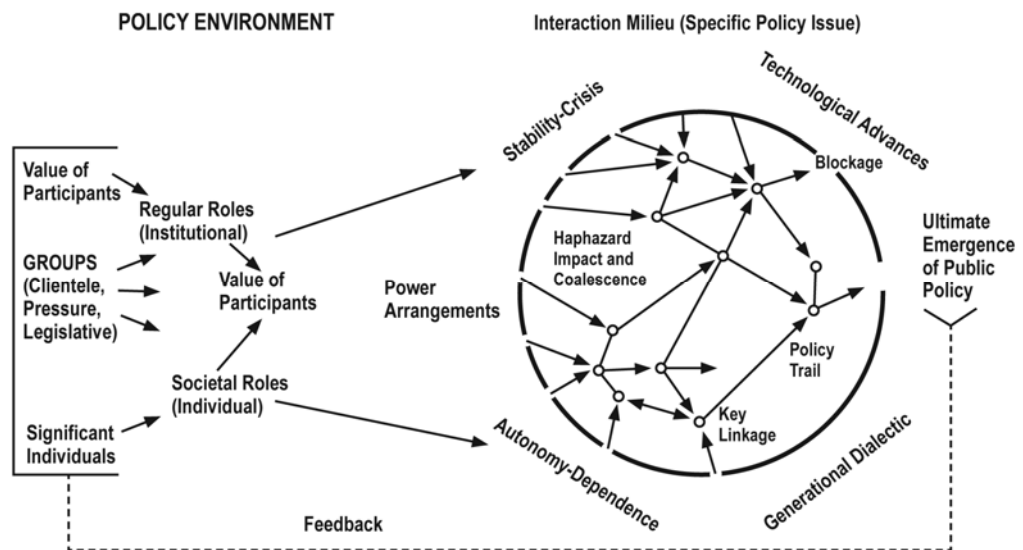 POLICY ENVIRONMENT
Interaction Milieu (Specific Policy Issue)
Stability-Crisis
Technological Advances
Value of
Participants
Regular Roles
(Institutional)
GROUPS
(Clientele,
Pressure,
Legislative)
Value of
Participants
Societal Roles
(Individual)
Significant
Individuals
Power
Arrangements
Blockage
Haphazard
Impact and
Coalescence
Policy
Trail
Key
Linkage
Ultimate
Emergence
of Public
Policy
Autonomy-Dependence
Generational Dialectic
Feedback